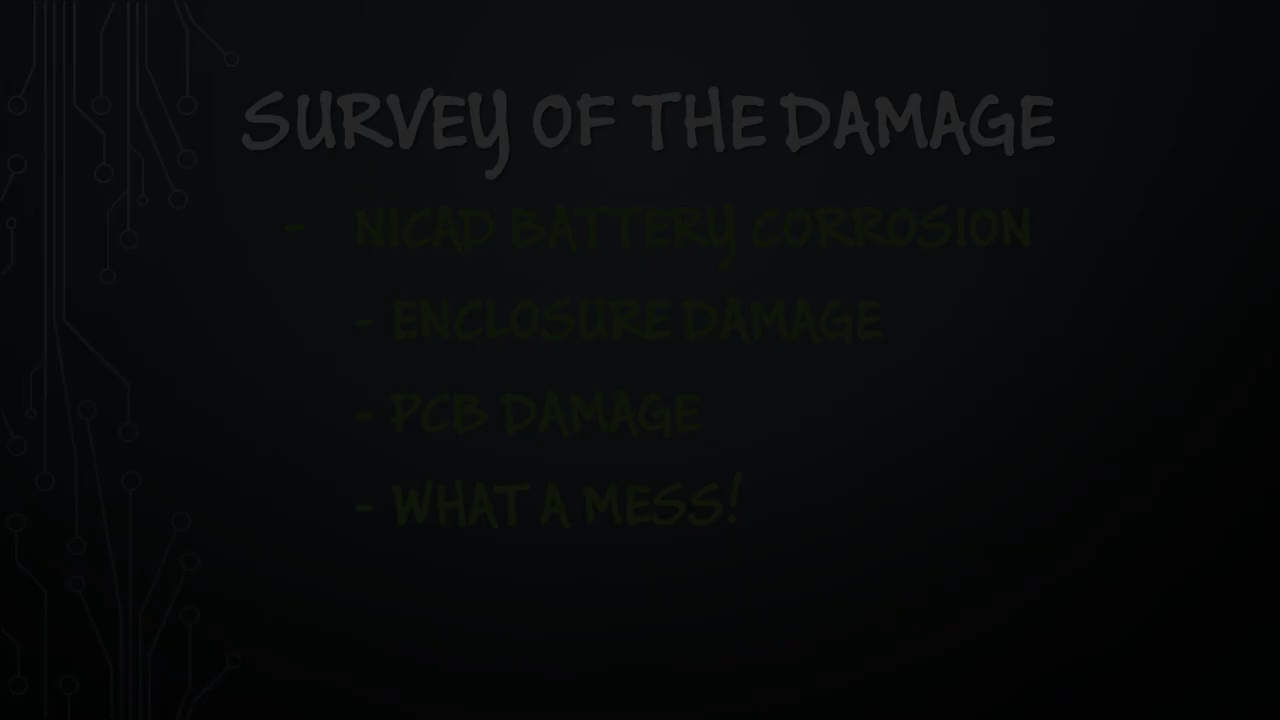 SURVEY OF THE DAMAGE
- NICAD BATTERY CORROSION
- ENCLOSURE DAMAGE
- PCB DAMAGE
- WHAT A MESS!